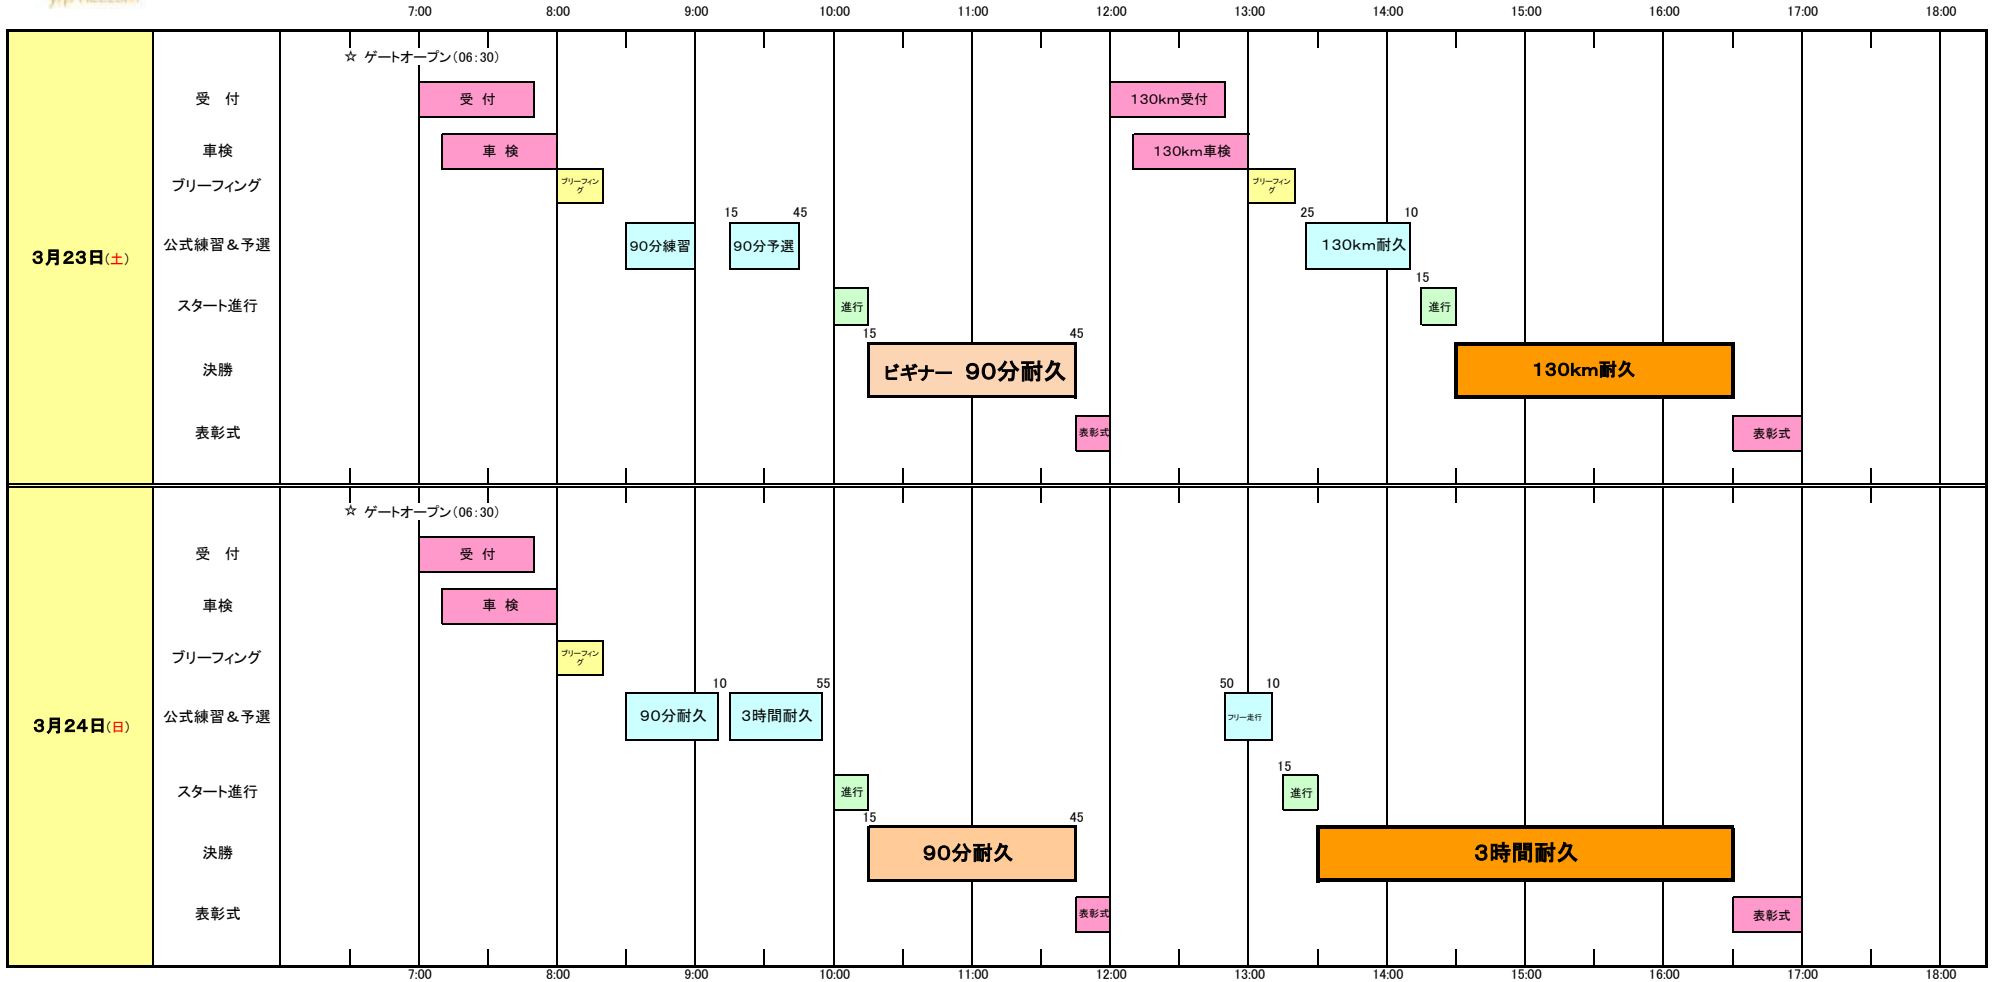 7:00 8:00 9:00 10:00 11:00 12:00 13:00 14:00 15:00 16:00 17:00 18:00
☆ ゲートオープン(06:30)
受 付 受 付 130km受付
車検 車 検 130km車検
ブリーフィング ブリーフィン グ ブリーフィン グ
15 45 25 10
公式練習&予選 90分練習 90分予選 130km耐久
3月23日(土)
15
スタート進行 進行 進行
15 45
決勝 ビギナー 90分耐久 130km耐久
表彰式 表彰式 表彰式
☆ ゲートオープン(06:30)
受 付 受 付
車検 車 検
ブリーフィング ブリーフィン グ
10 55 50 10
公式練習&予選 90分耐久 3時間耐久 フリー走行
3月24日(日)
15
スタート進行 進行 進行
15 45
決勝 90分耐久 3時間耐久
表彰式 表彰式 表彰式
7:00 8:00 9:00 10:00 11:00 12:00 13:00 14:00 15:00 16:00 17:00 18:00